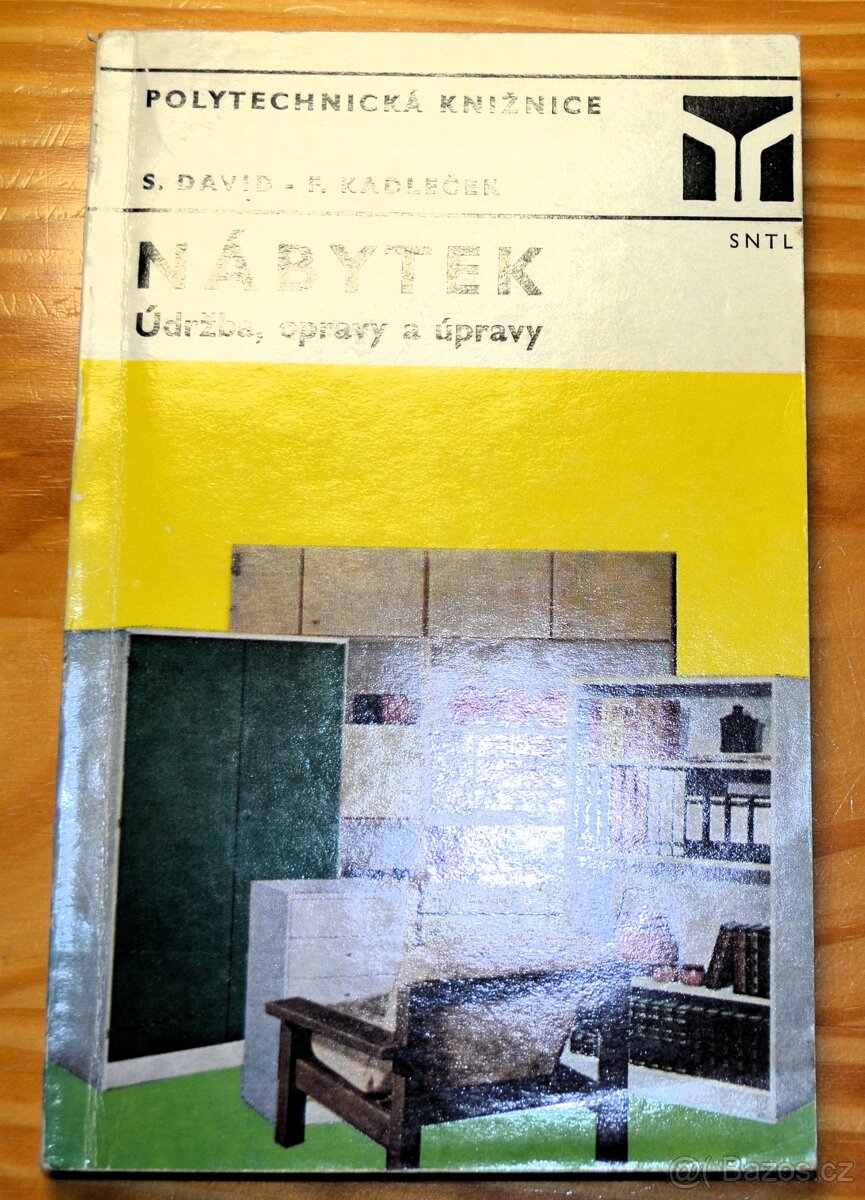 POLYTECHNICKÁ KNIŽNICE
S. DAVID - F. KADLEČEK
SNTL
NÁBYTEK
Údržba, opravy a úpravy
@( Bazos.cz